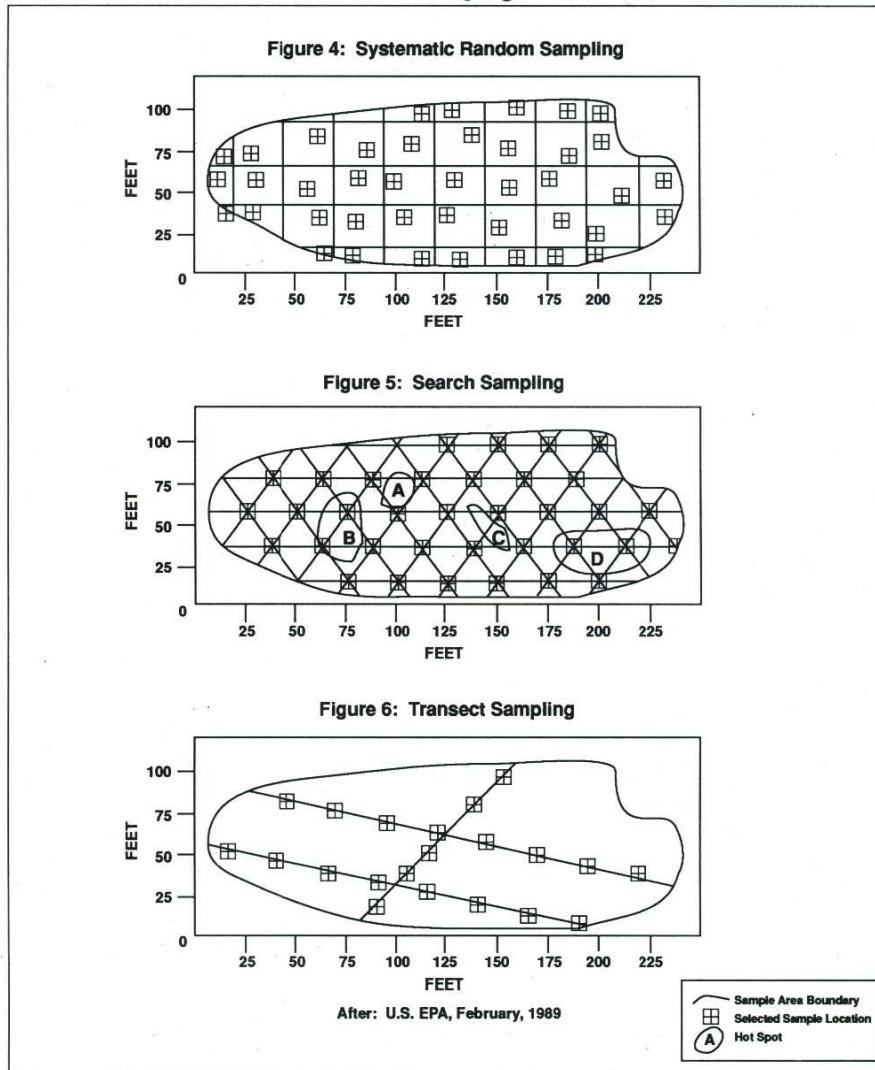 Figure 4: Systematic Random Sampling
FEET
100
75
50
25
0
25 50 75 100 125 150 175 200 225
FEET
Figure 5: Search Sampling
FEET
100
75
50
25
0
A
B
C
D
25 50 75 100 125 150 175 200 225
FEET
Figure 6: Transect Sampling
FEET
100
75
50
25
0
25 50 75 100 125 150 175 200 225
FEET
After: U.S. EPA, February, 1989
Sample Area Boundary
Selected Sample Location
A Hot Spot